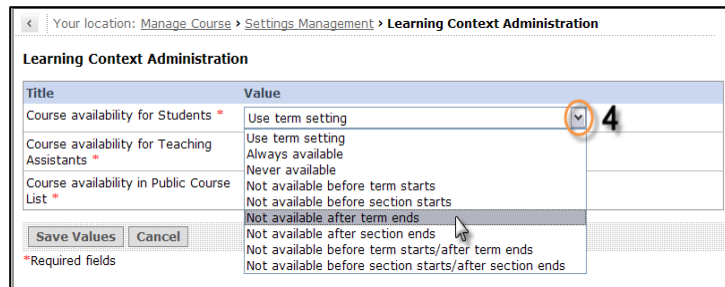 Your location: Manage Course › Settings Management › Learning Context Administration
Learning Context Administration
Title Value
Course availability for Students * Use term setting 4
Course availability for Teaching
Assistants *
Course availability in Public Course
List *
Use term setting
Always available
Never available
Not available before term starts
Not available before section starts
Not available after term ends
Not available after section ends
Not available before term starts/after term ends
Not available before section starts/after section ends
Save Values Cancel
*Required fields